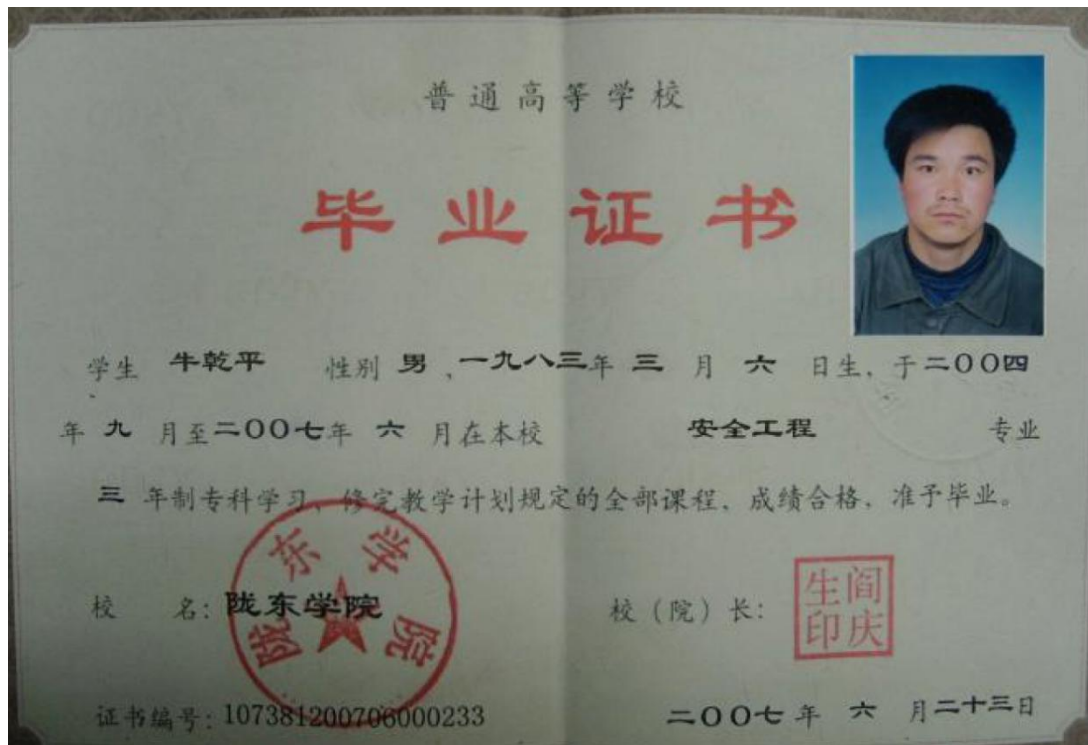 普通高等学校
毕业证书
学生 牛乾平 性别 男 、一九八三年 三 月 六 日生，于二〇〇四
年 九 月至二〇〇七年 六 月在本校 安全工程 专业
三 年制专科学习，修完教学计划规定的全部课程，成绩合格，准予毕业。
陇东学院
校 名：陇东学院 校（院）长：
阎庆生印
证书编号：107381200706000233 二〇〇七年 六 月二十三日